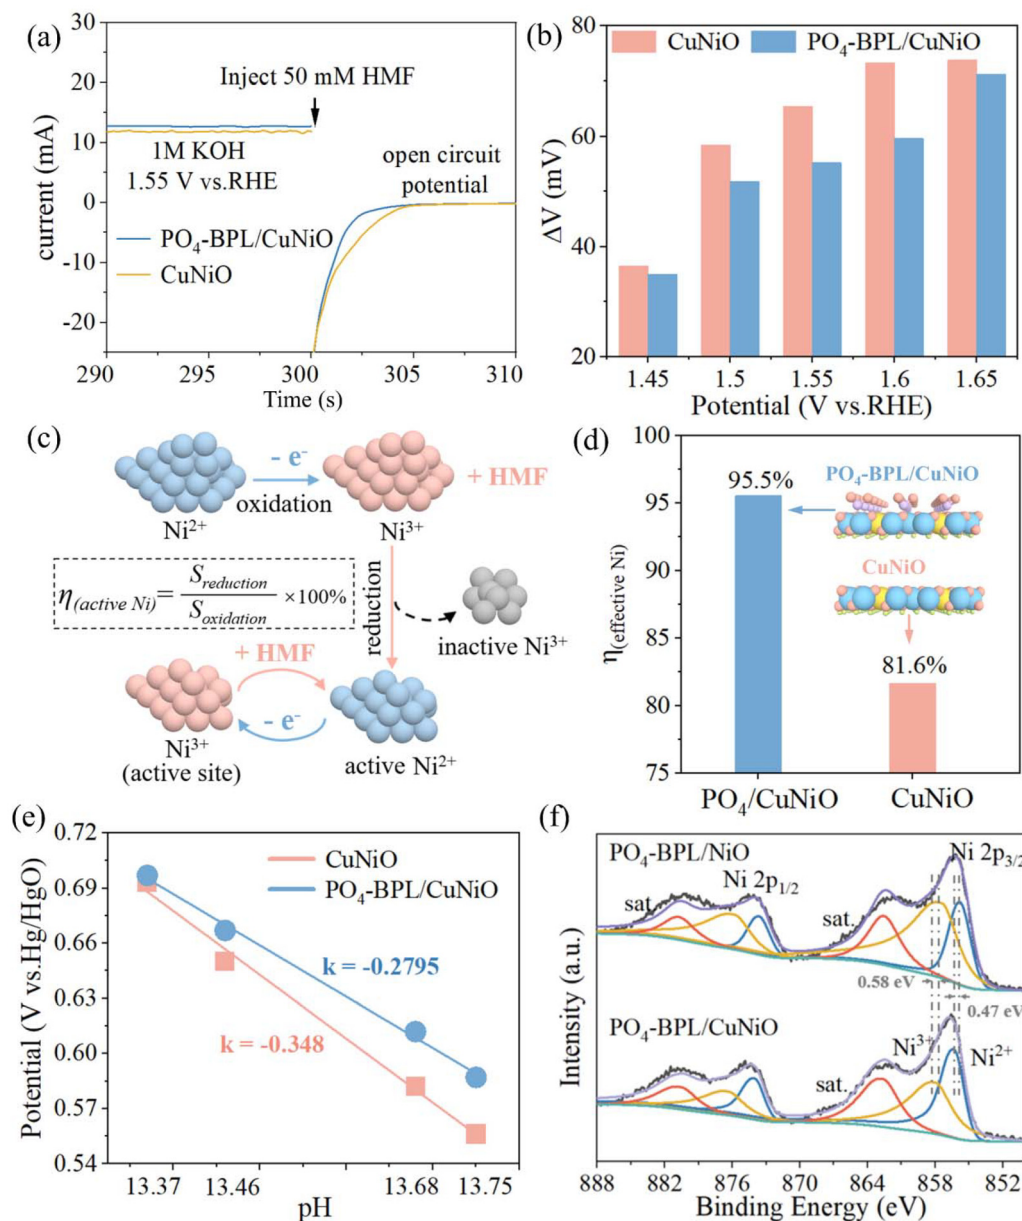 (a)
30
20
10
0
-10
-20
current (mA)
Inject 50 mM HMF
1M KOH
1.55 V vs.RHE
open circuit
potential
PO₄-BPL/CuNiO
CuNiO
290 295 300 305 310
Time (s)
(b)
80
60
40
20
ΔV (mV)
CuNiO PO₄-BPL/CuNiO
1.45 1.5 1.55 1.6 1.65
Potential (V vs.RHE)
(c)
- e⁻
oxidation
+ HMF
Ni²⁺ Ni³⁺
η(active Ni)= S_reduction / S_oxidation ×100%
reduction
inactive Ni³⁺
+ HMF
- e⁻
Ni³⁺
(active site)
active Ni²⁺
(d)
100
95
90
85
80
75
η(effective Ni)
95.5%
PO₄-BPL/CuNiO
CuNiO
81.6%
PO₄/CuNiO CuNiO
(e)
0.72
0.69
0.66
0.63
0.60
0.57
0.54
Potential (V vs.Hg/HgO)
CuNiO
PO₄-BPL/CuNiO
k = -0.2795
k = -0.348
13.37 13.46 13.68 13.75
pH
(f)
Intensity (a.u.)
PO₄-BPL/NiO
Ni 2p3/2
Ni 2p1/2
sat.
sat.
0.58 eV
0.47 eV
PO₄-BPL/CuNiO
Ni³⁺
Ni²⁺
sat.
888 882 876 870 864 858 852
Binding Energy (eV)